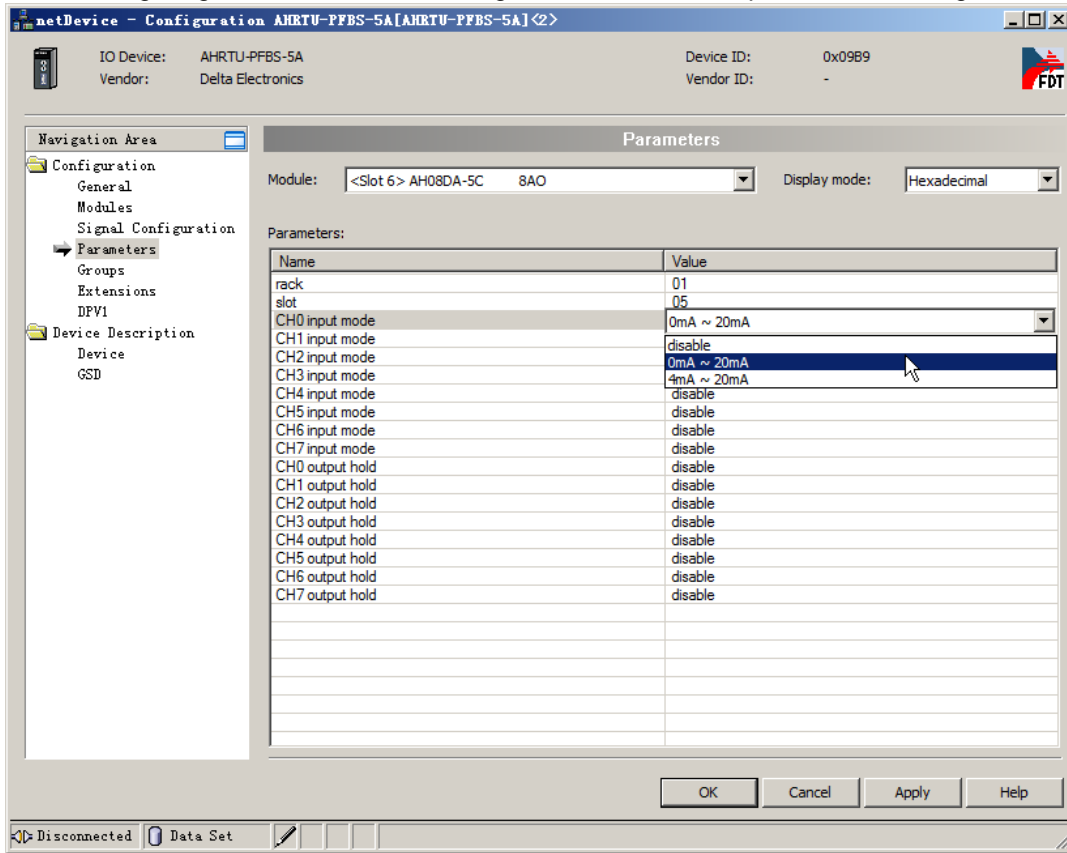 netDevice - Configuration AHRTU-PFBS-5A[AHRTU-PFBS-5A]<2>
IO Device: AHRTU-PFBS-5A Device ID: 0x09B9
Vendor: Delta Electronics Vendor ID: -
FDT
Navigation Area
Configuration
General
Modules
Signal Configuration
Parameters
Groups
Extensions
DPV1
Device Description
Device
GSD
Parameters
Module: <Slot 6> AH08DA-5C 8AO Display mode: Hexadecimal
Parameters:
Name Value
rack 01
slot 05
CH0 input mode 0mA ~ 20mA
CH1 input mode disable
CH2 input mode 0mA ~ 20mA
CH3 input mode 4mA ~ 20mA
CH4 input mode disable
CH5 input mode disable
CH6 input mode disable
CH7 input mode disable
CH0 output hold disable
CH1 output hold disable
CH2 output hold disable
CH3 output hold disable
CH4 output hold disable
CH5 output hold disable
CH6 output hold disable
CH7 output hold disable
OK Cancel Apply Help
Disconnected Data Set